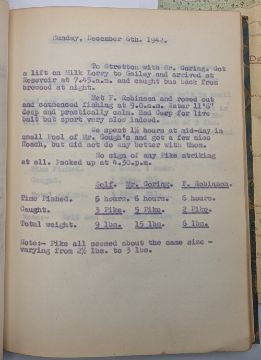 Sunday, December 6th. 1942.
To Stretton with Mr. Goring. Got
a lift on Milk Lorry to Gailey and arrived at
Reservoir at 7.45.a.m. and caught bus back from
Brewood at night.
Met F. Robinson and rowed out
and commenced fishing at 9.0.a.m. Water 11'6"
deep and practically calm. Had Carp for live
bait but sport very slow indeed.
We spent 1½ hours at mid-day in
small Pool of Mr. Gough's and got a few nice
Roach, but did not do any better with them.
No sign of any Pike striking
at all. Packed up at 4.30.p.m.
Self. Mr. Goring. F. Robinson.
Time Fished. 6 hours. 6 hours. 6 hours.
Caught. 3 Pike. 5 Pike. 2 Pike.
Total weight. 9 lbs. 15 lbs. 6 lbs.
Note:- Pike all seemed about the same size -
varying from 2½ lbs. to 3 lbs.